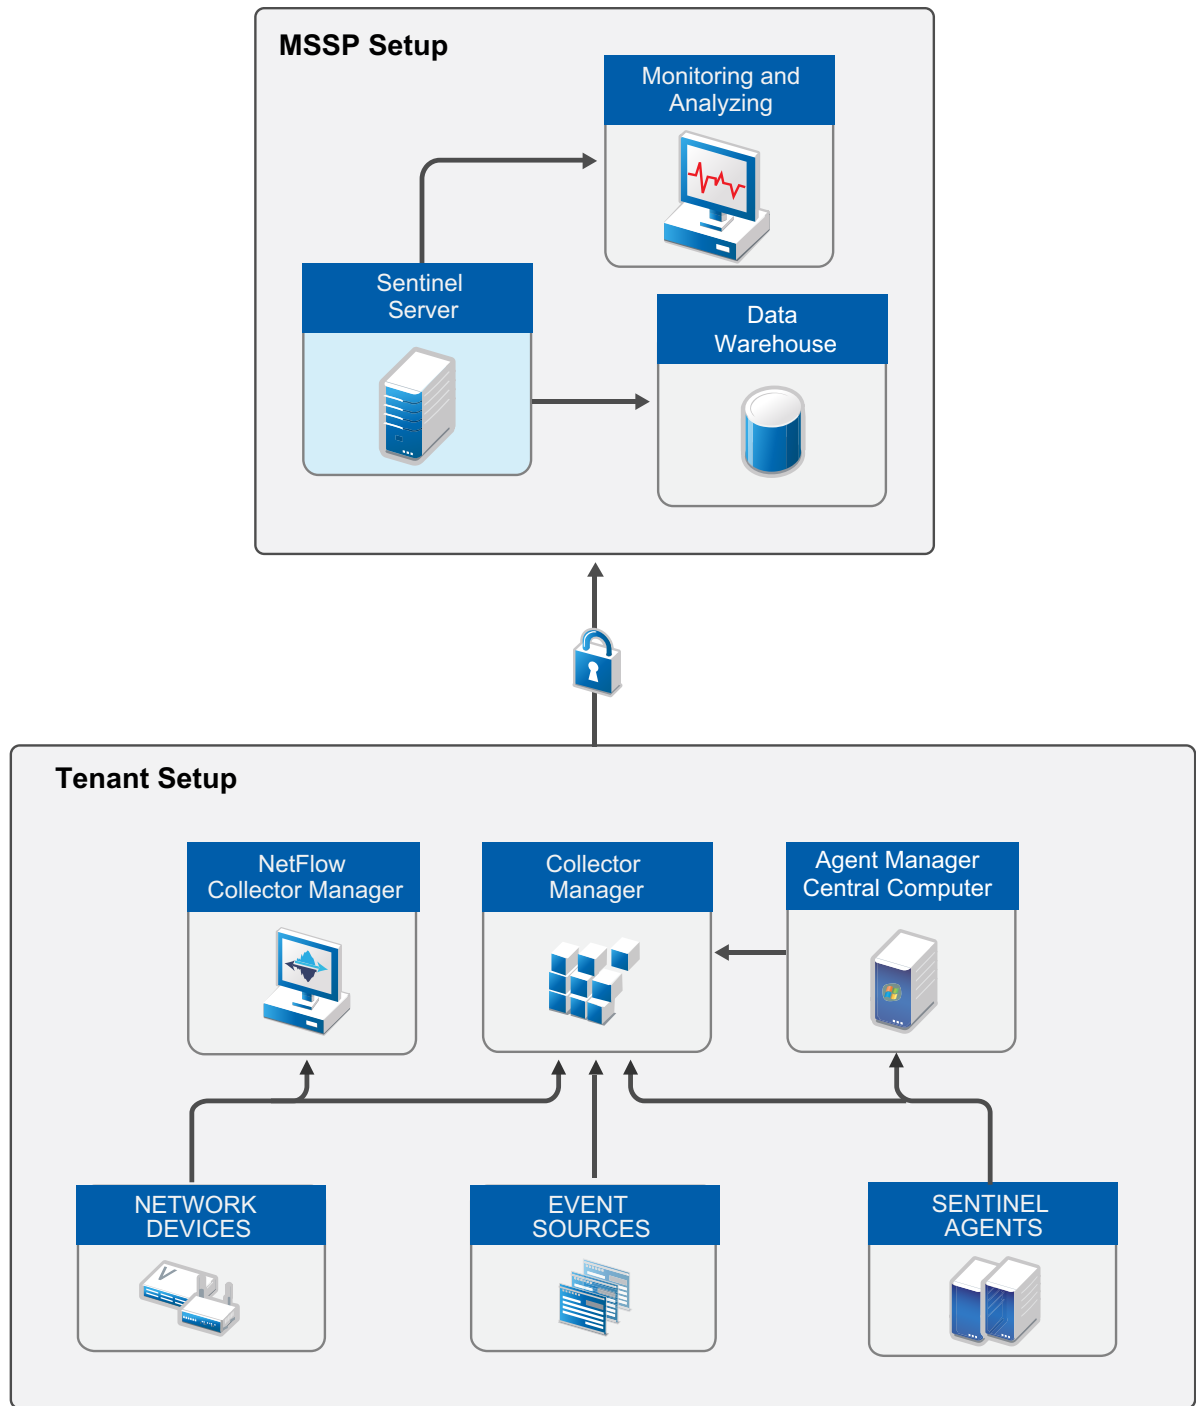 MSSP Setup
Monitoring and
Analyzing
Sentinel
Server
Data
Warehouse
Tenant Setup
NetFlow
Collector Manager
Collector
Manager
Agent Manager
Central Computer
NETWORK
DEVICES
EVENT
SOURCES
SENTINEL
AGENTS